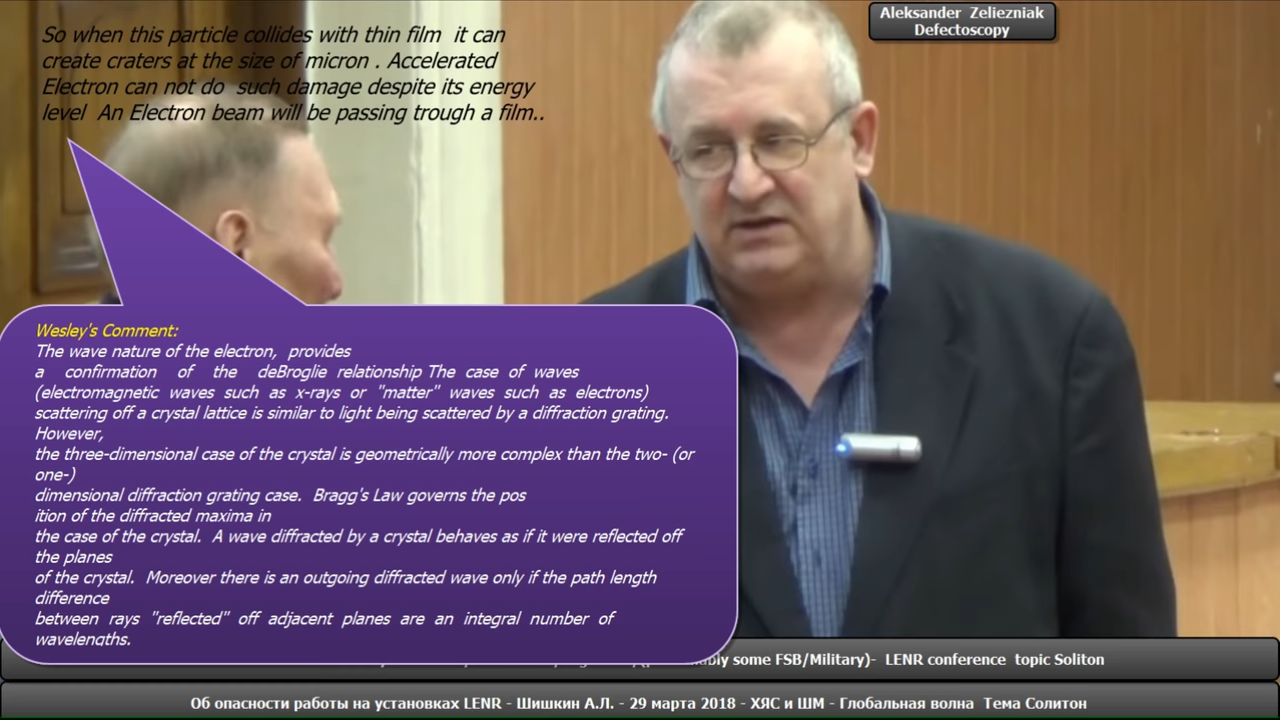 Aleksander Zeliezniak
Defectoscopy
So when this particle collides with thin film it can
create craters at the size of micron . Accelerated
Electron can not do such damage despite its energy
level An Electron beam will be passing trough a film..
Wesley's Comment:
The wave nature of the electron, provides
a confirmation of the deBroglie relationship The case of waves
(electromagnetic waves such as x-rays or "matter" waves such as electrons)
scattering off a crystal lattice is similar to light being scattered by a diffraction grating.
However,
the three-dimensional case of the crystal is geometrically more complex than the two- (or
one-)
dimensional diffraction grating case. Bragg's Law governs the pos
ition of the diffracted maxima in
the case of the crystal. A wave diffracted by a crystal behaves as if it were reflected off
the planes
of the crystal. Moreover there is an outgoing diffracted wave only if the path length
difference
between rays "reflected" off adjacent planes are an integral number of
wavelengths.
some FSB/Military)- LENR conference topic Soliton
Об опасности работы на установках LENR - Шишкин А.Л. - 29 марта 2018 - ХЯС и ШМ - Глобальная волна Тема Солитон